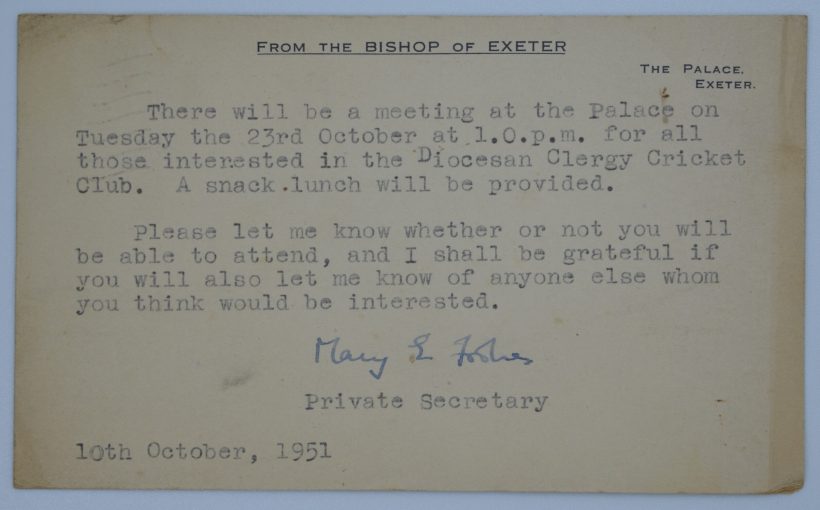 FROM THE BISHOP OF EXETER
THE PALACE,
EXETER.
There will be a meeting at the Palace on
Tuesday the 23rd October at 1.0.p.m. for all
those interested in the Diocesan Clergy Cricket
Club. A snack lunch will be provided.
Please let me know whether or not you will
be able to attend, and I shall be grateful if
you will also let me know of anyone else whom
you think would be interested.
Mary E Forbes
Private Secretary
10th October, 1951